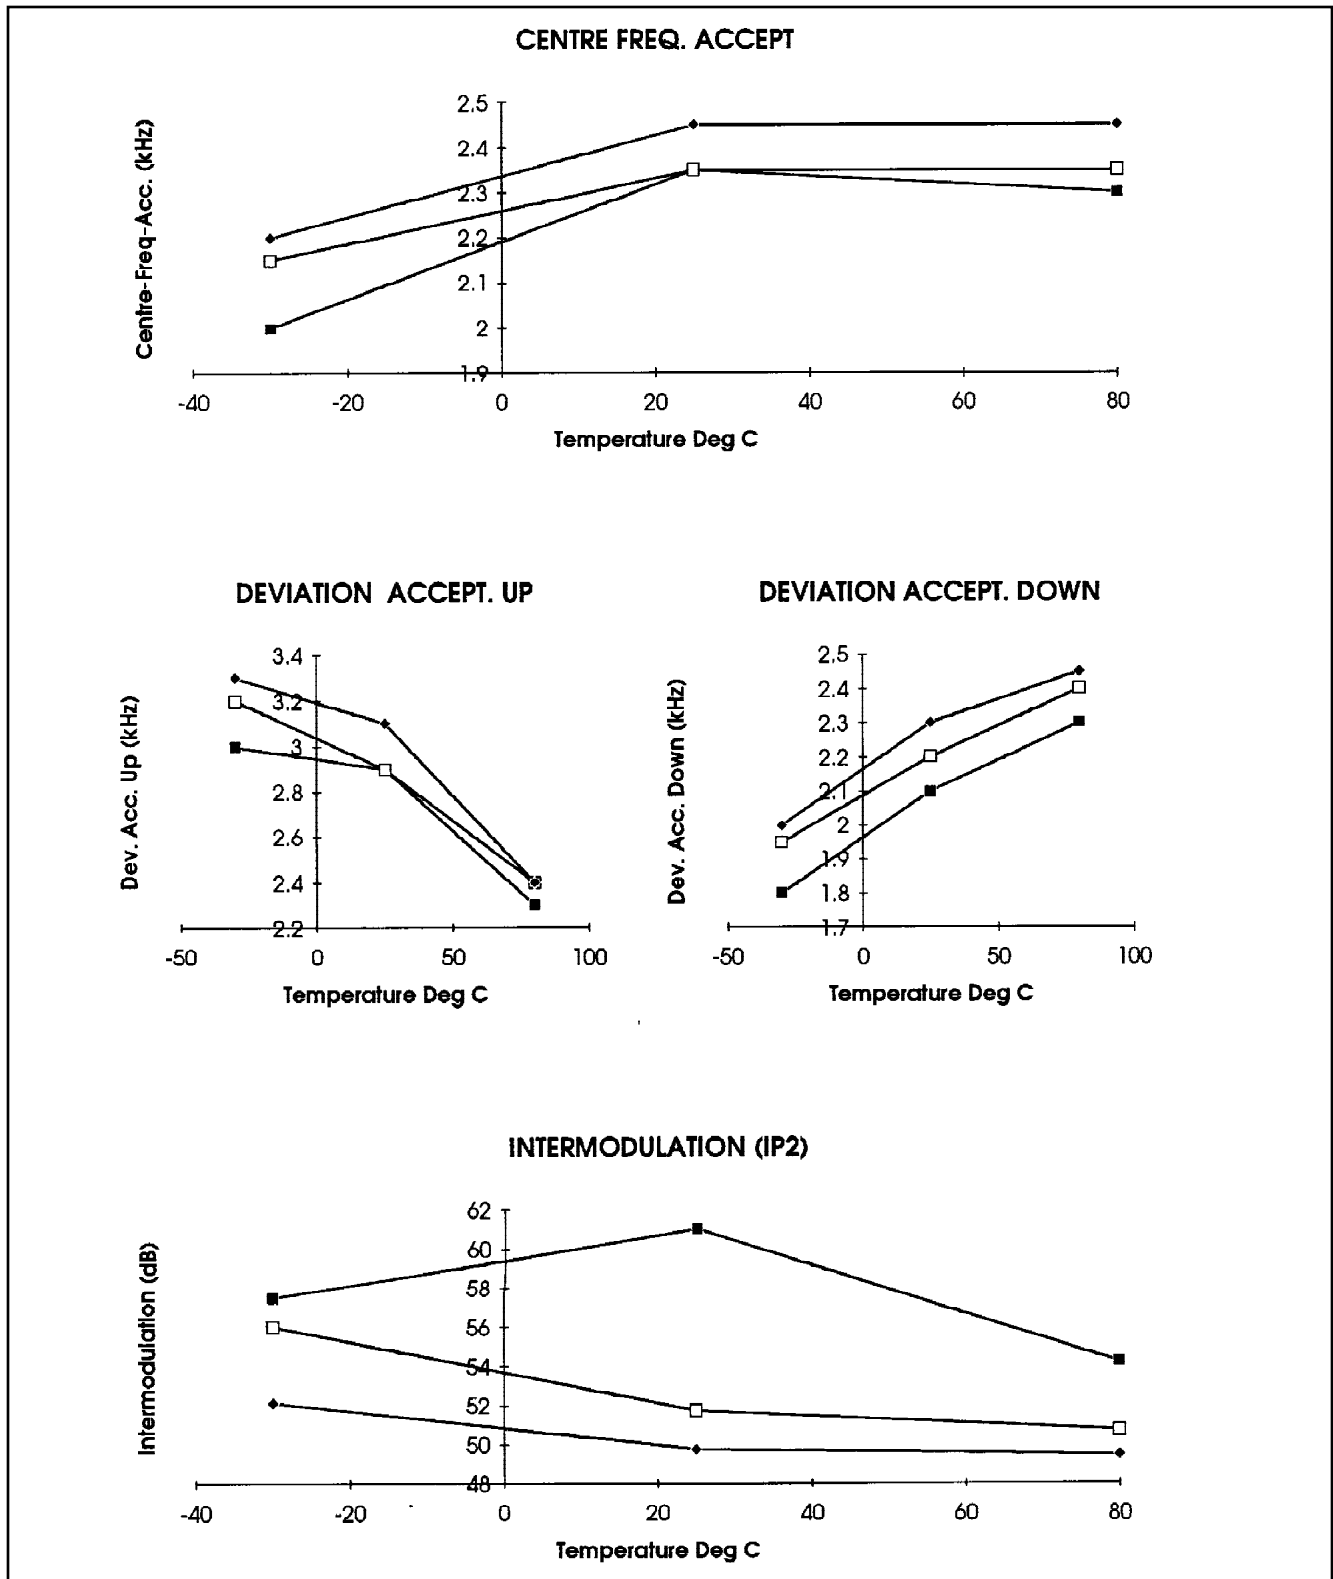 CENTRE FREQ. ACCEPT
Centre-Freq-Acc. (kHz)
2.5
2.4
2.3
2.2
2.1
2
1.9
-40 -20 0 20 40 60 80
Temperature Deg C
DEVIATION ACCEPT. UP
Dev. Acc. Up (kHz)
3.4
3.2
3
2.8
2.6
2.4
2.2
-50 0 50 100
Temperature Deg C
DEVIATION ACCEPT. DOWN
Dev. Acc. Down (kHz)
2.5
2.4
2.3
2.2
2.1
2
1.9
1.8
1.7
-50 0 50 100
Temperature Deg C
INTERMODULATION (IP2)
Intermodulation (dB)
62
60
58
56
54
52
50
48
-40 -20 0 20 40 60 80
Temperature Deg C